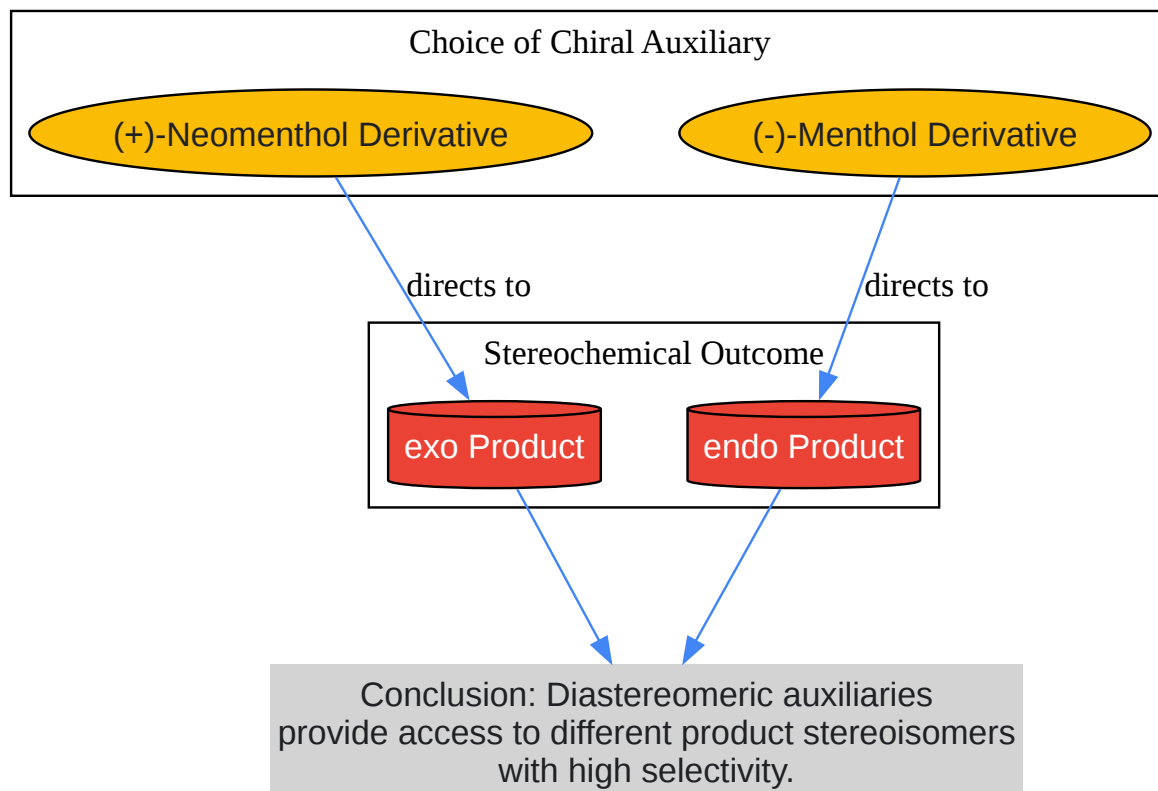 Choice of Chiral Auxiliary
(+)-Neomenthol Derivative
(-)-Menthol Derivative
directs to
directs to
Stereochemical Outcome
exo Product
endo Product
Conclusion: Diastereomeric auxiliaries
provide access to different product stereoisomers
with high selectivity.